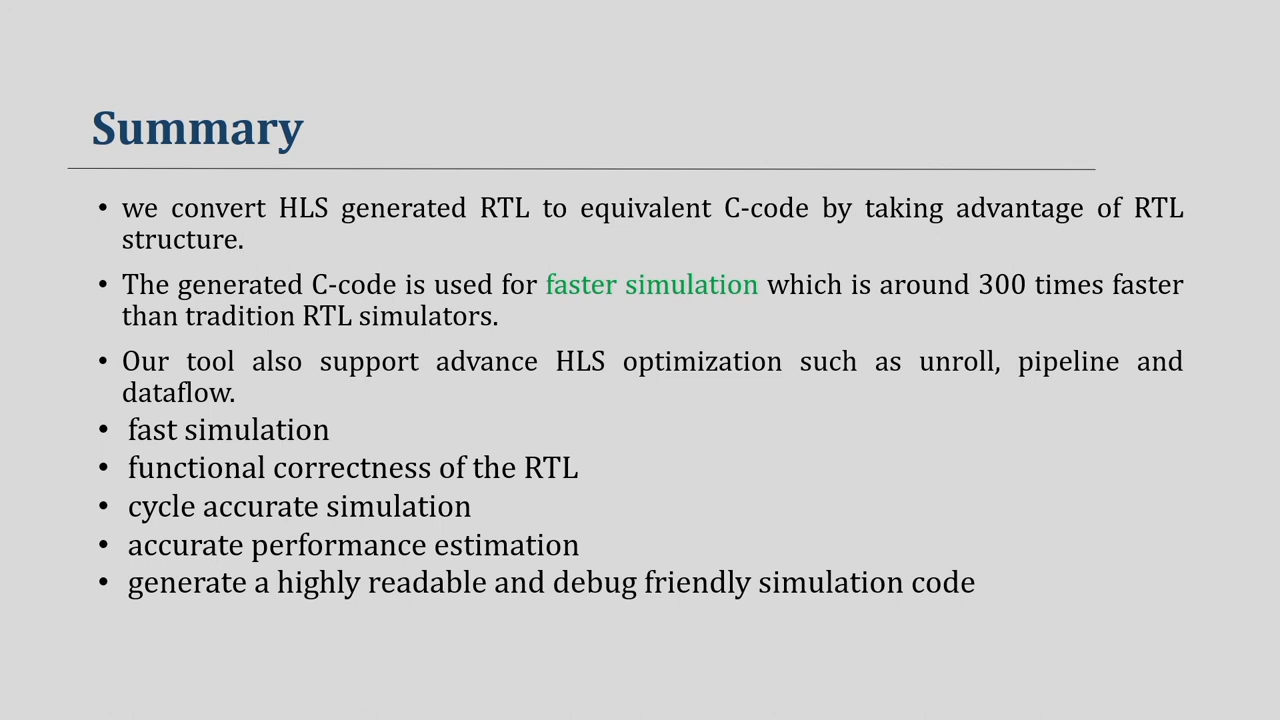 Summary
• we convert HLS generated RTL to equivalent C-code by taking advantage of RTL
structure.
• The generated C-code is used for faster simulation which is around 300 times faster
than tradition RTL simulators.
• Our tool also support advance HLS optimization such as unroll, pipeline and
dataflow.
• fast simulation
• functional correctness of the RTL
• cycle accurate simulation
• accurate performance estimation
• generate a highly readable and debug friendly simulation code